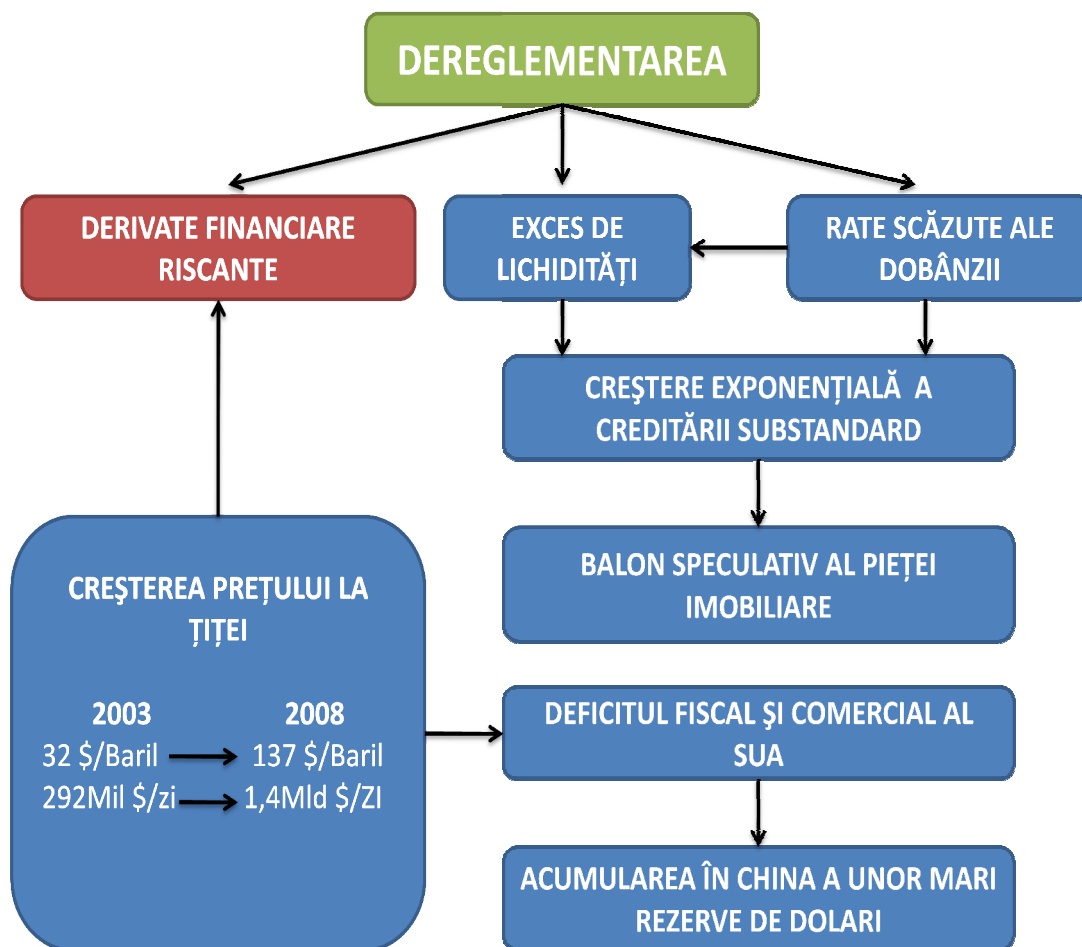 DEREGLEMENTAREA
DERIVATE FINANCIARE
RISCANTE
EXCES DE
LICHIDITĂȚI
RATE SCĂZUTE ALE
DOBÂNZII
CREŞTERE EXPONENȚIALĂ A
CREDITĂRII SUBSTANDARD
BALON SPECULATIV AL PIEȚEI
IMOBILIARE
CREŞTEREA PREȚULUI LA
ȚIȚEI
2003 2008
32 $/Baril 137 $/Baril
292Mil $/zi 1,4Mld $/ZI
DEFICITUL FISCAL ŞI COMERCIAL AL
SUA
ACUMULAREA ÎN CHINA A UNOR MARI
REZERVE DE DOLARI